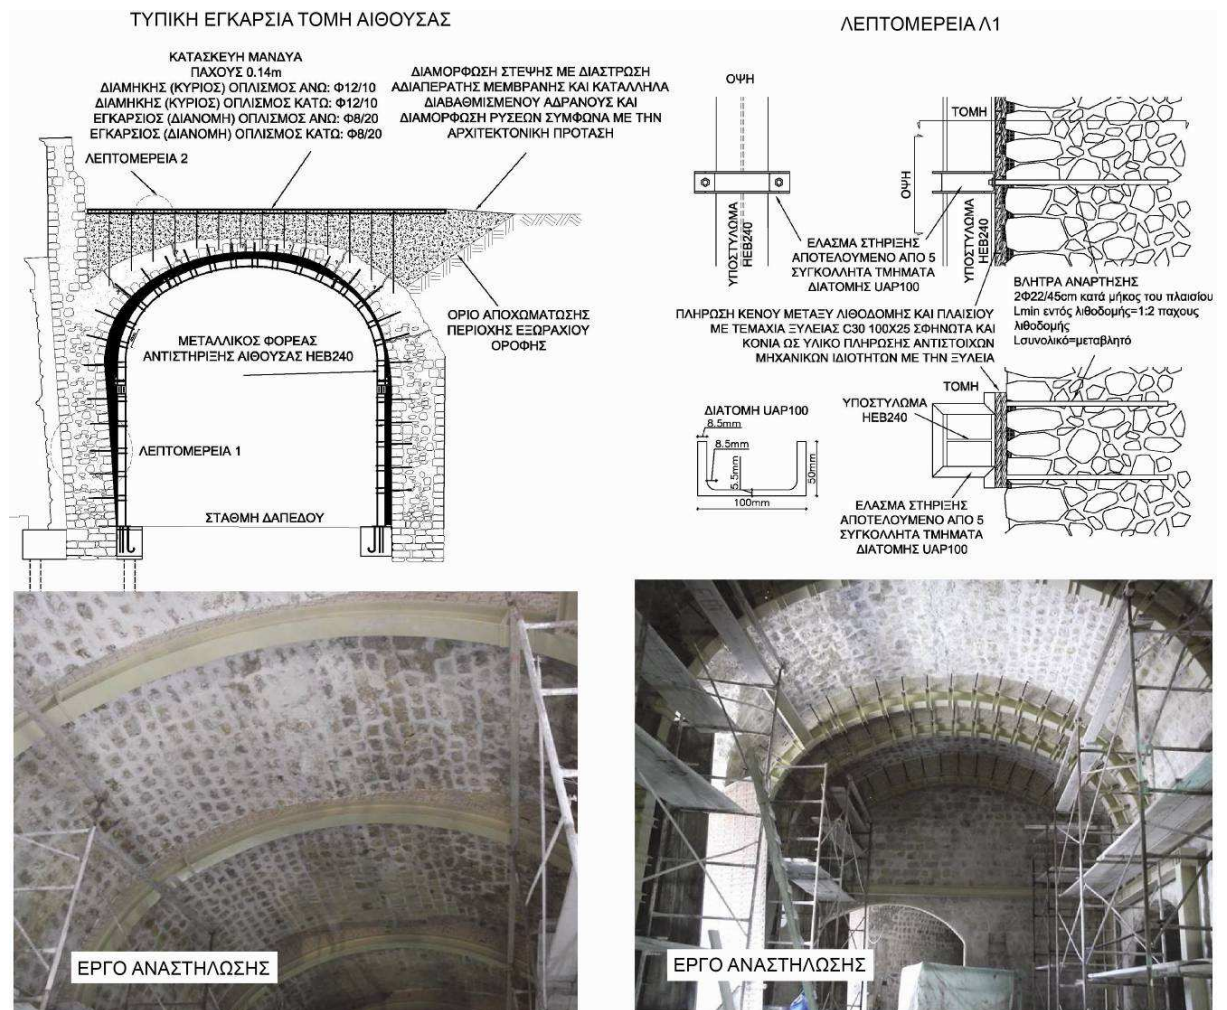 ΤΥΠΙΚΗ ΕΓΚΑΡΣΙΑ ΤΟΜΗ ΑΙΘΟΥΣΑΣ
ΚΑΤΑΣΚΕΥΗ ΜΑΝΔΥΑ
ΠΑΧΟΥΣ 0.14m
ΔΙΑΜΗΚΗΣ (ΚΥΡΙΟΣ) ΟΠΛΙΣΜΟΣ ΑΝΩ: Φ12/10
ΔΙΑΜΗΚΗΣ (ΚΥΡΙΟΣ) ΟΠΛΙΣΜΟΣ ΚΑΤΩ: Φ12/10
ΕΓΚΑΡΣΙΟΣ (ΔΙΑΝΟΜΗ) ΟΠΛΙΣΜΟΣ ΑΝΩ: Φ8/20
ΕΓΚΑΡΣΙΟΣ (ΔΙΑΝΟΜΗ) ΟΠΛΙΣΜΟΣ ΚΑΤΩ: Φ8/20
ΛΕΠΤΟΜΕΡΕΙΑ 2
ΔΙΑΜΟΡΦΩΣΗ ΣΤΕΨΗΣ ΜΕ ΔΙΑΣΤΡΩΣΗ
ΑΔΙΑΠΕΡΑΤΗΣ ΜΕΜΒΡΑΝΗΣ ΚΑΙ ΚΑΤΑΛΛΗΛΑ
ΔΙΑΒΑΘΜΙΣΜΕΝΟΥ ΑΔΡΑΝΟΥΣ ΚΑΙ
ΔΙΑΜΟΡΦΩΣΗ ΡΥΣΕΩΝ ΣΥΜΦΩΝΑ ΜΕ ΤΗΝ
ΑΡΧΙΤΕΚΤΟΝΙΚΗ ΠΡΟΤΑΣΗ
ΟΡΙΟ ΑΠΟΧΩΜΑΤΩΣΗΣ
ΠΕΡΙΟΧΗΣ ΕΞΩΡΑΧΙΟΥ
ΟΡΟΦΗΣ
ΜΕΤΑΛΛΙΚΟΣ ΦΟΡΕΑΣ
ΑΝΤΙΣΤΗΡΙΞΗΣ ΑΙΘΟΥΣΑΣ HEB240
ΛΕΠΤΟΜΕΡΕΙΑ 1
ΣΤΑΘΜΗ ΔΑΠΕΔΟΥ
ΛΕΠΤΟΜΕΡΕΙΑ Λ1
ΟΨΗ
ΤΟΜΗ
ΟΨΗ
ΥΠΟΣΤΥΛΩΜΑ
HEB240
ΥΠΟΣΤΥΛΩΜΑ
HEB240
ΕΛΑΣΜΑ ΣΤΗΡΙΞΗΣ
ΑΠΟΤΕΛΟΥΜΕΝΟ ΑΠΟ 5
ΣΥΓΚΟΛΛΗΤΑ ΤΜΗΜΑΤΑ
ΔΙΑΤΟΜΗΣ UAP100
ΒΛΗΤΡΑ ΑΝΑΡΤΗΣΗΣ
2Φ22/45cm κατά μήκος του πλαισίου
Lmin εντός λιθοδομής=1:2 παχους
λιθοδομής
Lσυνολικό=μεταβλητό
ΠΛΗΡΩΣΗ ΚΕΝΟΥ ΜΕΤΑΞΥ ΛΙΘΟΔΟΜΗΣ ΚΑΙ ΠΛΑΙΣΙΟΥ
ΜΕ ΤΕΜΑΧΙΑ ΞΥΛΕΙΑΣ C30 100X25 ΣΦΗΝΩΤΑ ΚΑΙ
ΚΟΝΙΑ ΩΣ ΥΛΙΚΟ ΠΛΗΡΩΣΗΣ ΑΝΤΙΣΤΟΙΧΩΝ
ΜΗΧΑΝΙΚΩΝ ΙΔΙΟΤΗΤΩΝ ΜΕ ΤΗΝ ΞΥΛΕΙΑ
ΤΟΜΗ
ΥΠΟΣΤΥΛΩΜΑ
HEB240
ΔΙΑΤΟΜΗ UAP100
8.5mm
8.5mm
5.5mm
50mm
100mm
ΕΛΑΣΜΑ ΣΤΗΡΙΞΗΣ
ΑΠΟΤΕΛΟΥΜΕΝΟ ΑΠΟ 5
ΣΥΓΚΟΛΛΗΤΑ ΤΜΗΜΑΤΑ
ΔΙΑΤΟΜΗΣ UAP100
ΕΡΓΟ ΑΝΑΣΤΗΛΩΣΗΣ
ΕΡΓΟ ΑΝΑΣΤΗΛΩΣΗΣ